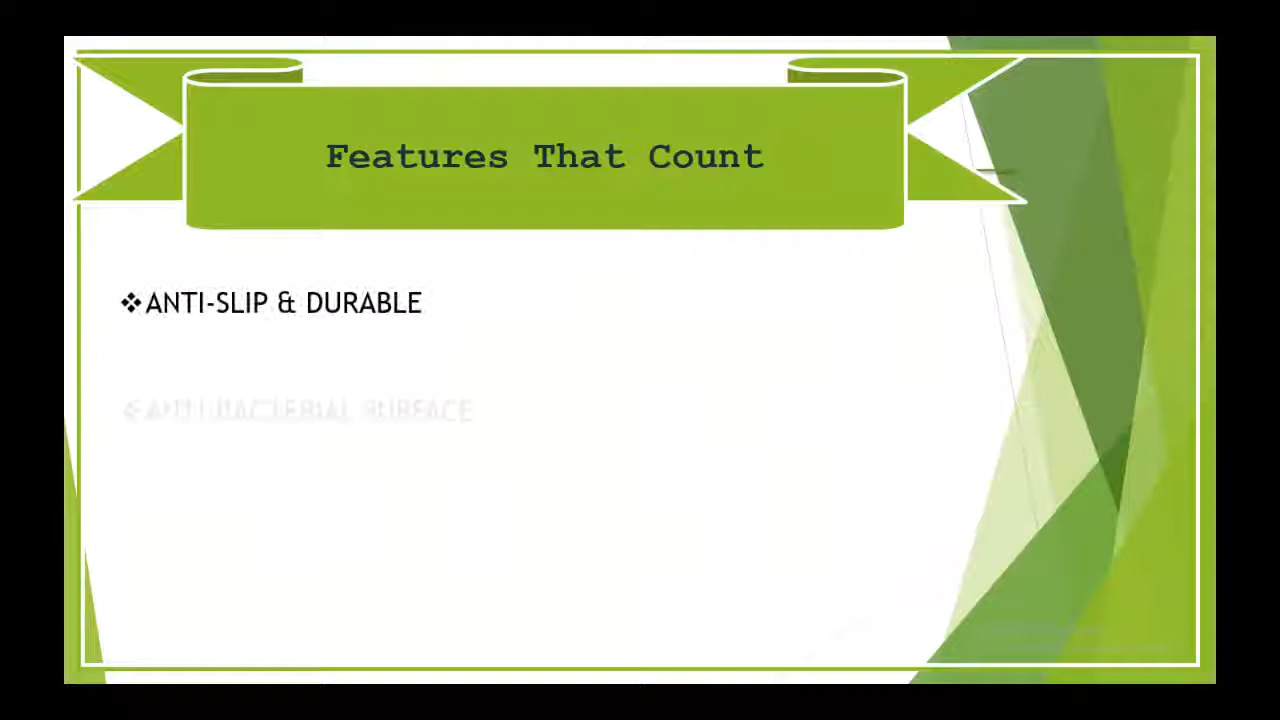 Features That Count
❖ANTI-SLIP & DURABLE
❖ANTI-BACTERIAL SURFACE